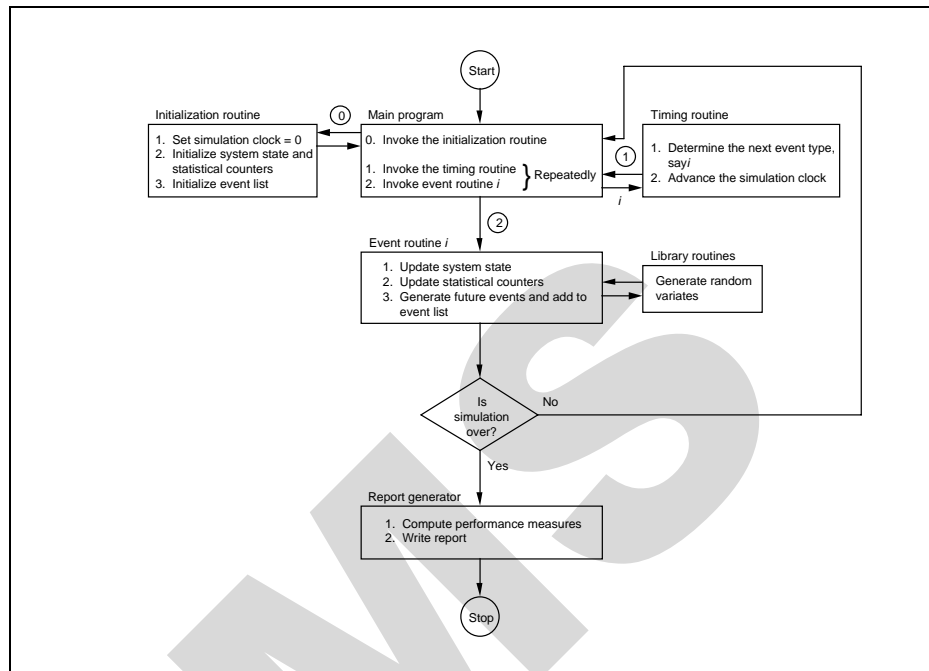 Start
Initialization routine
0
Main program
Timing routine
1. Set simulation clock = 0
2. Initialize system state and
statistical counters
3. Initialize event list
0. Invoke the initialization routine
1. Invoke the timing routine
2. Invoke event routine i
} Repeatedly
1
i
1. Determine the next event type,
sayi
2. Advance the simulation clock
2
Event routine i
1. Update system state
2. Update statistical counters
3. Generate future events and add to
event list
Library routines
Generate random
variates
Is
simulation
over?
No
Yes
Report generator
1. Compute performance measures
2. Write report
Stop
MS